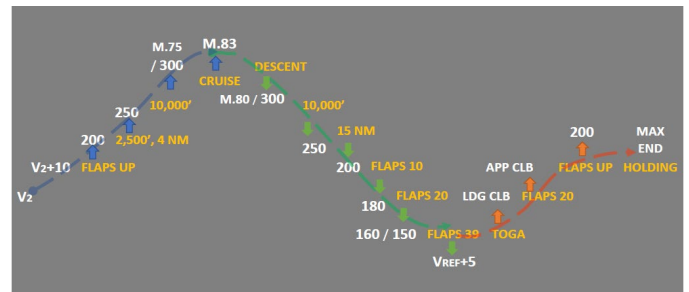 V2
V2+10
200
FLAPS UP
250
2,500', 4 NM
10,000'
M.75
/ 300
M.83
CRUISE
DESCENT
M.80 / 300
10,000'
250
15 NM
200
FLAPS 10
180
FLAPS 20
160 / 150
FLAPS 39
VREF+5
TOGA
LDG CLB
FLAPS 20
APP CLB
200
FLAPS UP
MAX
END
HOLDING